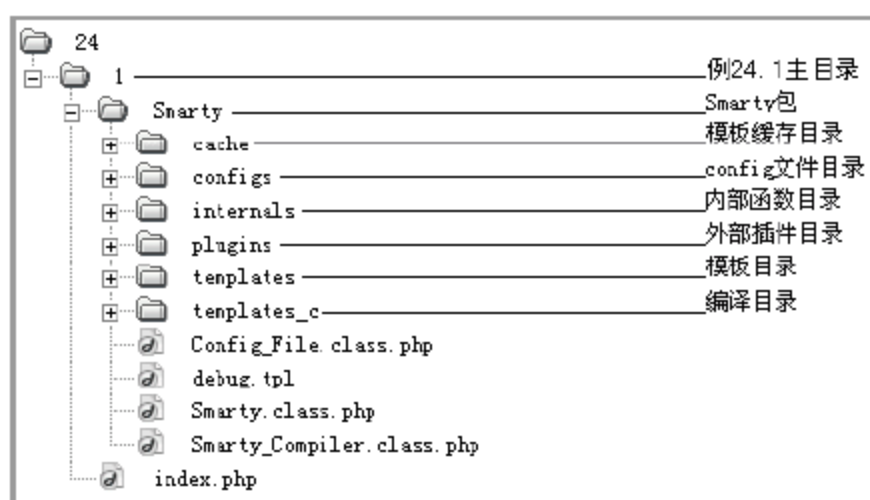 24
1 例24.1主目录
Smarty Smarty包
cache 模板缓存目录
configs config文件目录
internals 内部函数目录
plugins 外部插件目录
templates 模板目录
templates_c 编译目录
Config_File.class.php
debug.tpl
Smarty.class.php
Smarty_Compiler.class.php
index.php